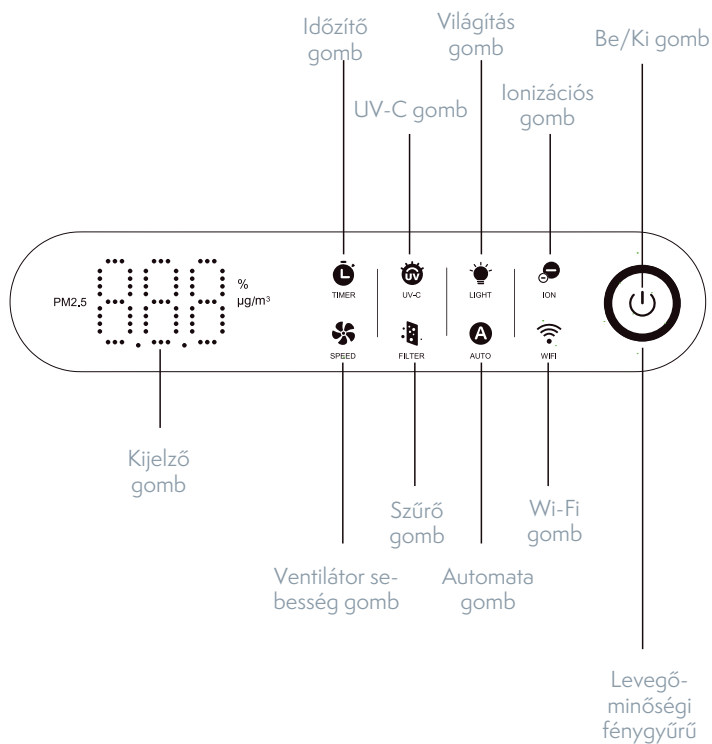 Időzítő
gomb
Világítás
gomb
Be/Ki gomb
UV-C gomb
Ionizációs
gomb
PM2.5
888
%
µg/m³
TIMER
UV
UV-C
LIGHT
ION
SPEED
FILTER
A
AUTO
WIFI
Kijelző
gomb
Szűrő
gomb
Wi-Fi
gomb
Ventilátor se-
besség gomb
Automata
gomb
Levegő-
minőségi
fénygyűrű